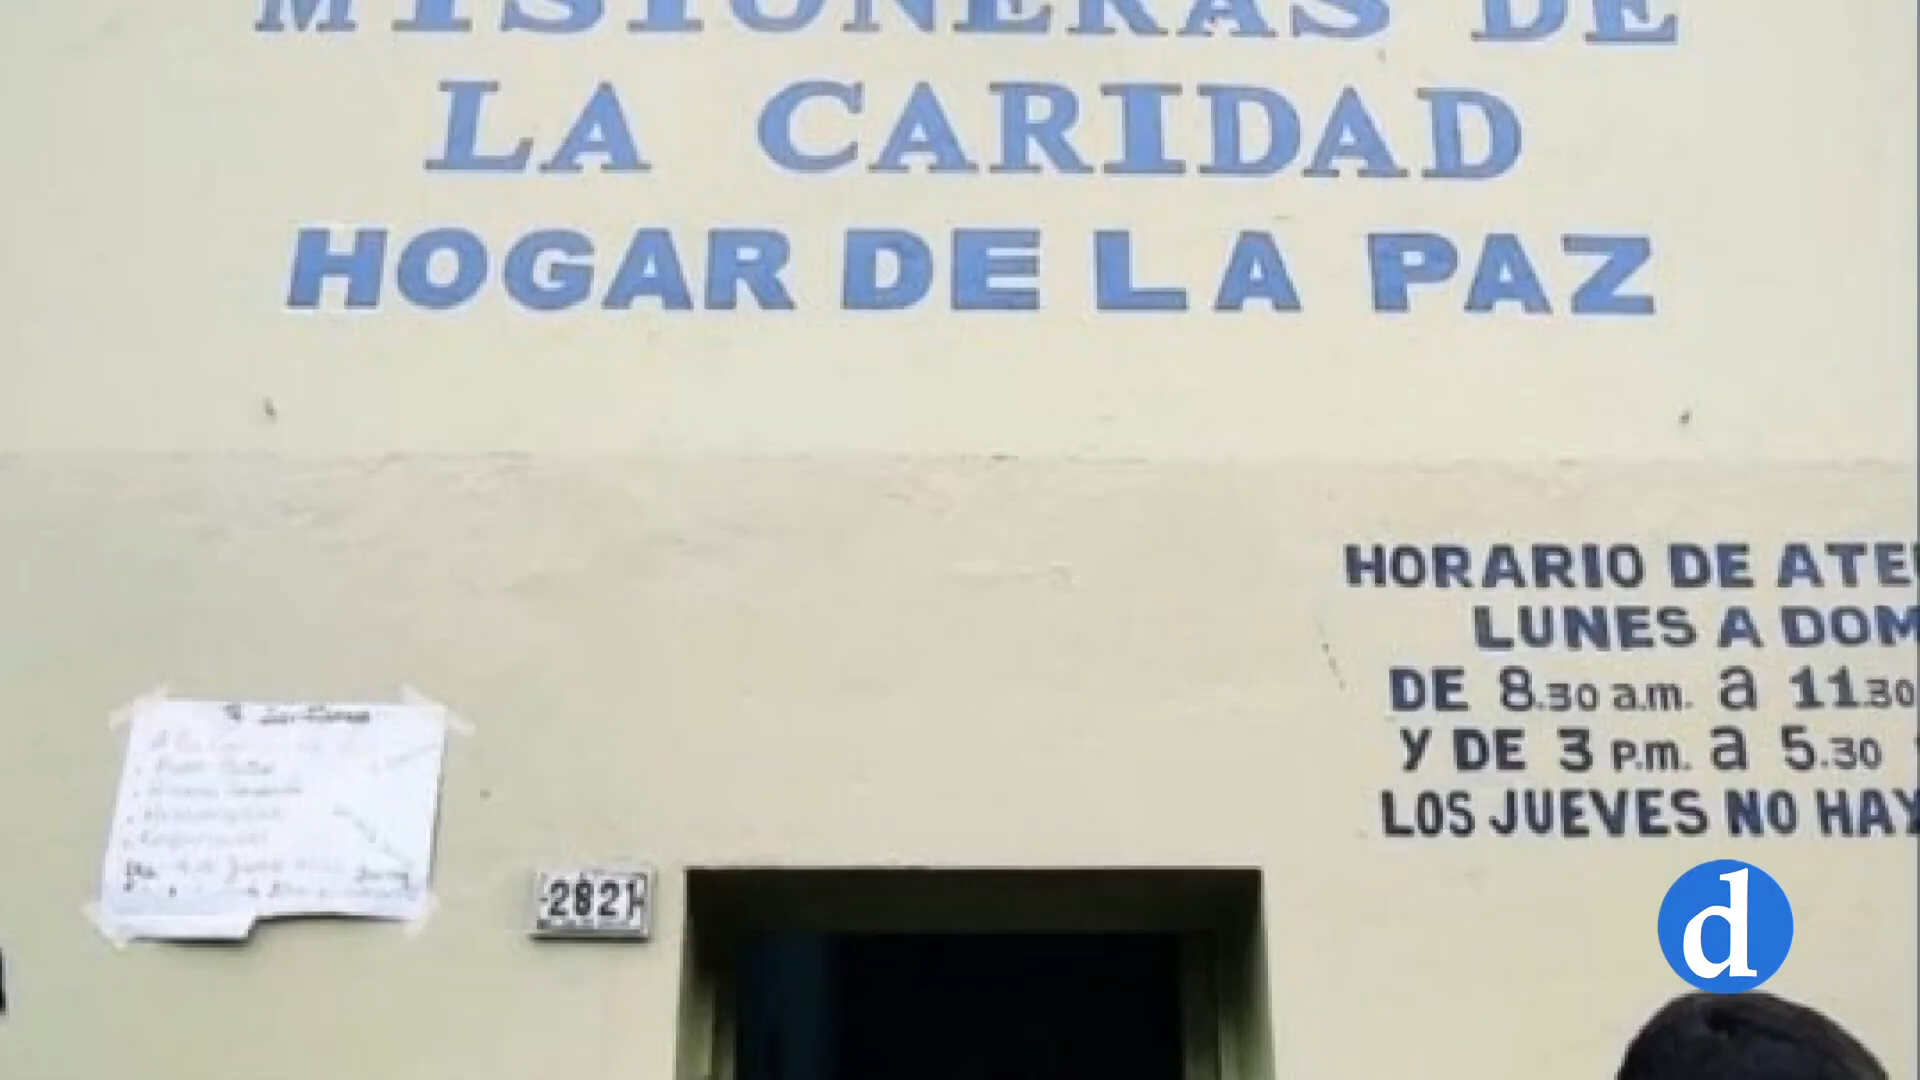 MISIONERAS DE
LA CARIDAD
HOGAR DE LA PAZ
HORARIO DE ATE
LUNES A DOM
DE 8.30 a.m. a 11.30
Y DE 3 P.m. a 5.30
LOS JUEVES NO HAY
2821
d